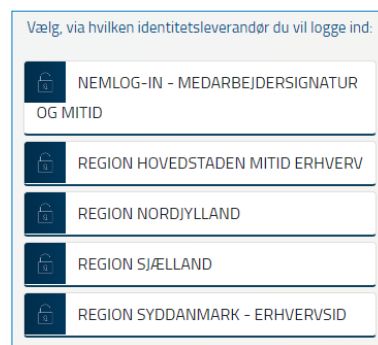 Vælg, via hvilken identitetsleverandør du vil logge ind:
NEMLOG-IN - MEDARBEJDERSIGNATUR
OG MITID
REGION HOVEDSTADEN MITID ERHVERV
REGION NORDJYLLAND
REGION SJÆLLAND
REGION SYDDANMARK - ERHVERVSID